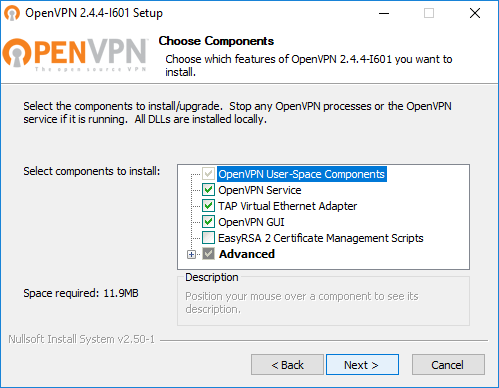 OpenVPN 2.4.4-I601 Setup
OPENVPN
The open source VPN
Choose Components
Choose which features of OpenVPN 2.4.4-I601 you want to
install.
Select the components to install/upgrade.  Stop any OpenVPN processes or the OpenVPN
service if it is running.  All DLLs are installed locally.
Select components to install:
OpenVPN User-Space Components
OpenVPN Service
TAP Virtual Ethernet Adapter
OpenVPN GUI
EasyRSA 2 Certificate Management Scripts
Advanced
Space required: 11.9MB
Description
Position your mouse over a component to see its
description.
Nullsoft Install System v2.50-1
< Back
Next >
Cancel